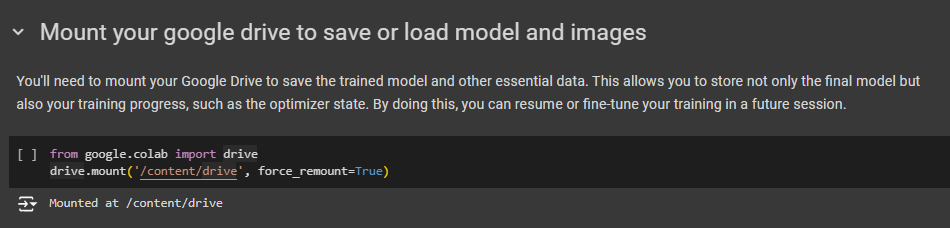 Mount your google drive to save or load model and images
You'll need to mount your Google Drive to save the trained model and other essential data. This allows you to store not only the final model but
also your training progress, such as the optimizer state. By doing this, you can resume or fine-tune your training in a future session.
[ ] from google.colab import drive
drive.mount('/content/drive', force_remount=True)
Mounted at /content/drive